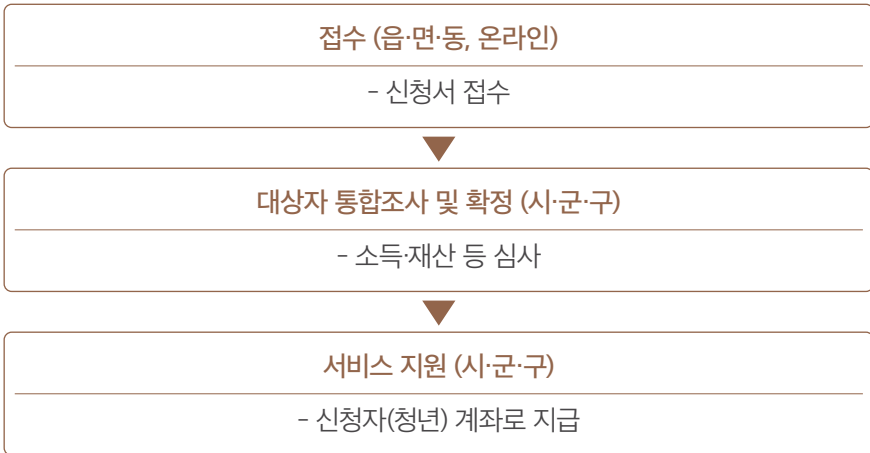 접수 (읍·면·동, 온라인)
- 신청서 접수
대상자 통합조사 및 확정 (시·군·구)
- 소득·재산 등 심사
서비스 지원 (시·군·구)
- 신청자(청년) 계좌로 지급